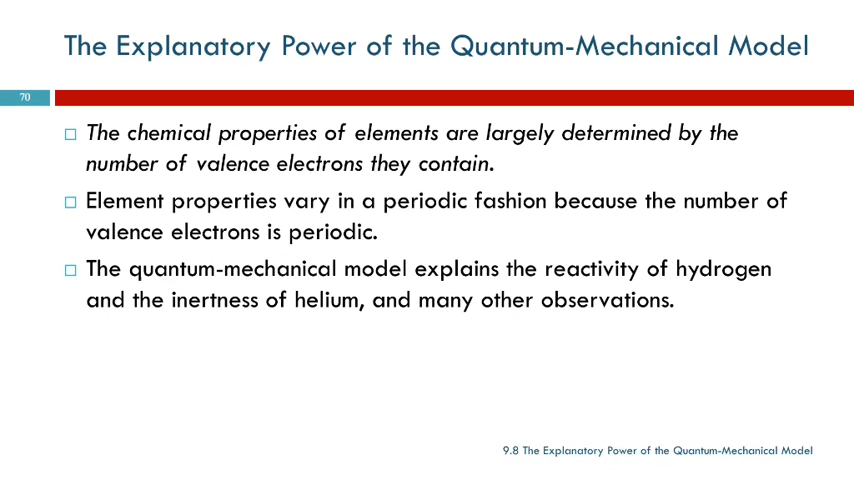 The Explanatory Power of the Quantum-Mechanical Model
70
The chemical properties of elements are largely determined by the
number of valence electrons they contain.
Element properties vary in a periodic fashion because the number of
valence electrons is periodic.
The quantum-mechanical model explains the reactivity of hydrogen
and the inertness of helium, and many other observations.
9.8 The Explanatory Power of the Quantum-Mechanical Model